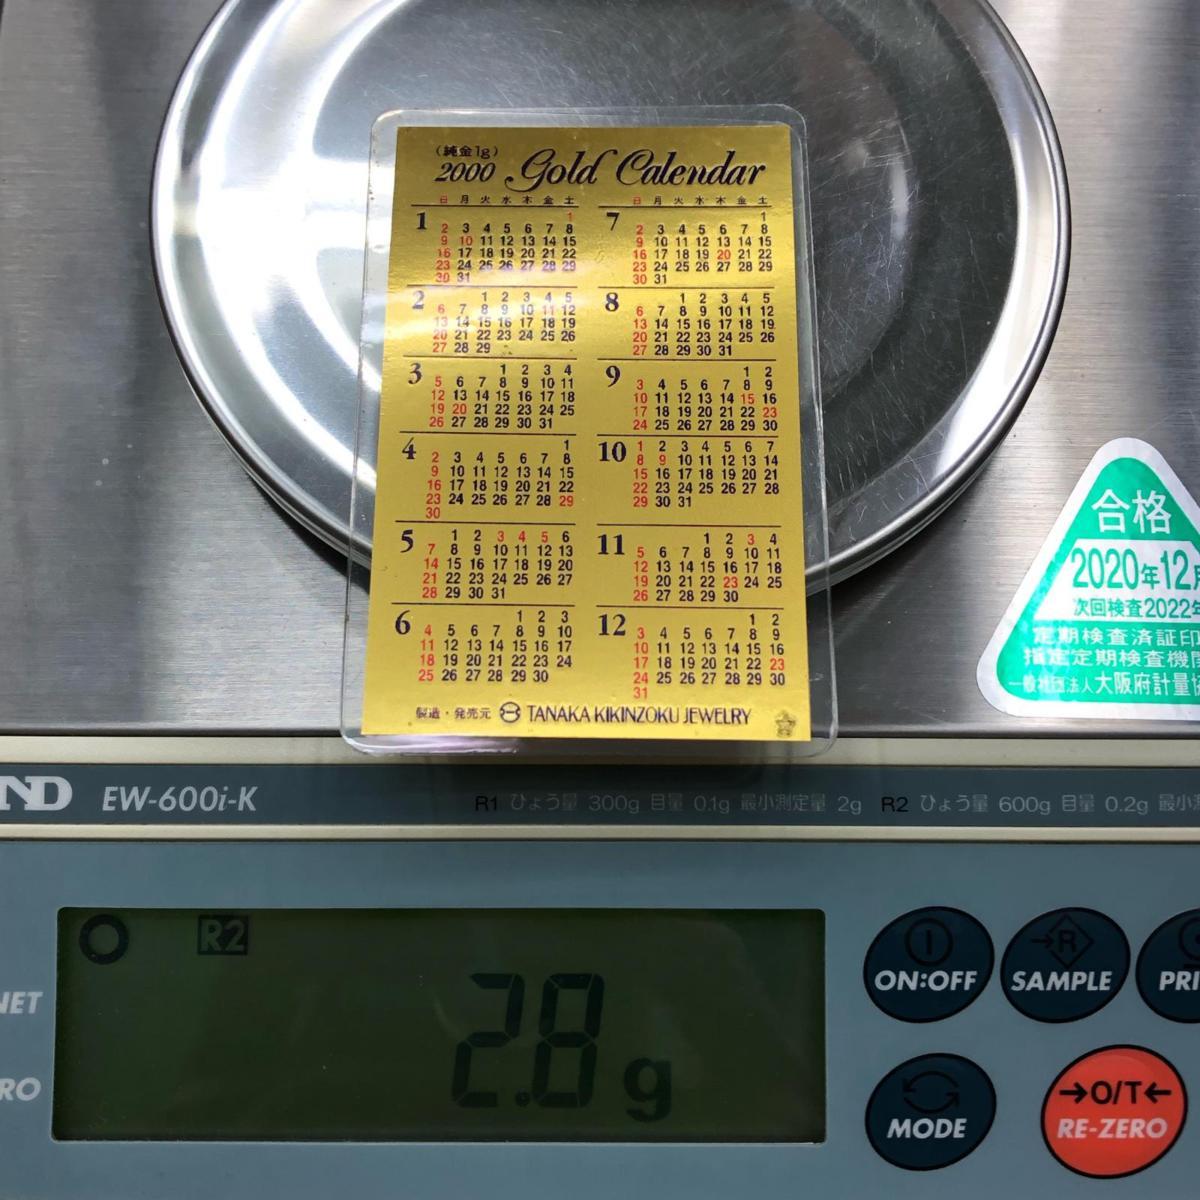 (純金1g)
2000 Gold Calendar
日 月 火 水 木 金 土
1
1
2 3 4 5 6 7 8
9 10 11 12 13 14 15
16 17 18 19 20 21 22
23 24 25 26 27 28 29
30 31
2
1 2 3 4 5
6 7 8 9 10 11 12
13 14 15 16 17 18 19
20 21 22 23 24 25 26
27 28 29
3
1 2 3 4
5 6 7 8 9 10 11
12 13 14 15 16 17 18
19 20 21 22 23 24 25
26 27 28 29 30 31
4
1
2 3 4 5 6 7 8
9 10 11 12 13 14 15
16 17 18 19 20 21 22
23 24 25 26 27 28 29
30
5
1 2 3 4 5 6
7 8 9 10 11 12 13
14 15 16 17 18 19 20
21 22 23 24 25 26 27
28 29 30 31
6
1 2 3
4 5 6 7 8 9 10
11 12 13 14 15 16 17
18 19 20 21 22 23 24
25 26 27 28 29 30
日 月 火 水 木 金 土
7
1
2 3 4 5 6 7 8
9 10 11 12 13 14 15
16 17 18 19 20 21 22
23 24 25 26 27 28 29
30 31
8
1 2 3 4 5
6 7 8 9 10 11 12
13 14 15 16 17 18 19
20 21 22 23 24 25 26
27 28 29 30 31
9
1 2
3 4 5 6 7 8 9
10 11 12 13 14 15 16
17 18 19 20 21 22 23
24 25 26 27 28 29 30
10
1 2 3 4 5 6 7
8 9 10 11 12 13 14
15 16 17 18 19 20 21
22 23 24 25 26 27 28
29 30 31
11
1 2 3 4
5 6 7 8 9 10 11
12 13 14 15 16 17 18
19 20 21 22 23 24 25
26 27 28 29 30
12
1 2
3 4 5 6 7 8 9
10 11 12 13 14 15 16
17 18 19 20 21 22 23
24 25 26 27 28 29 30
31
製造・発売元 TANAKA KIKINZOKU JEWELRY
合格
2020年12月
次回検査2022年
定期検査済証印
指定定期検査機関
一般社団法人大阪府計量協
ND EW-600i-K R1 ひょう量 300g 目量 0.1g 最小測定量 2g R2 ひょう量 600g 目量 0.2g 最小測
R2
NET
RO
2.8 g
ON:OFF
→R
SAMPLE
PRI
MODE
→O/T←
RE-ZERO